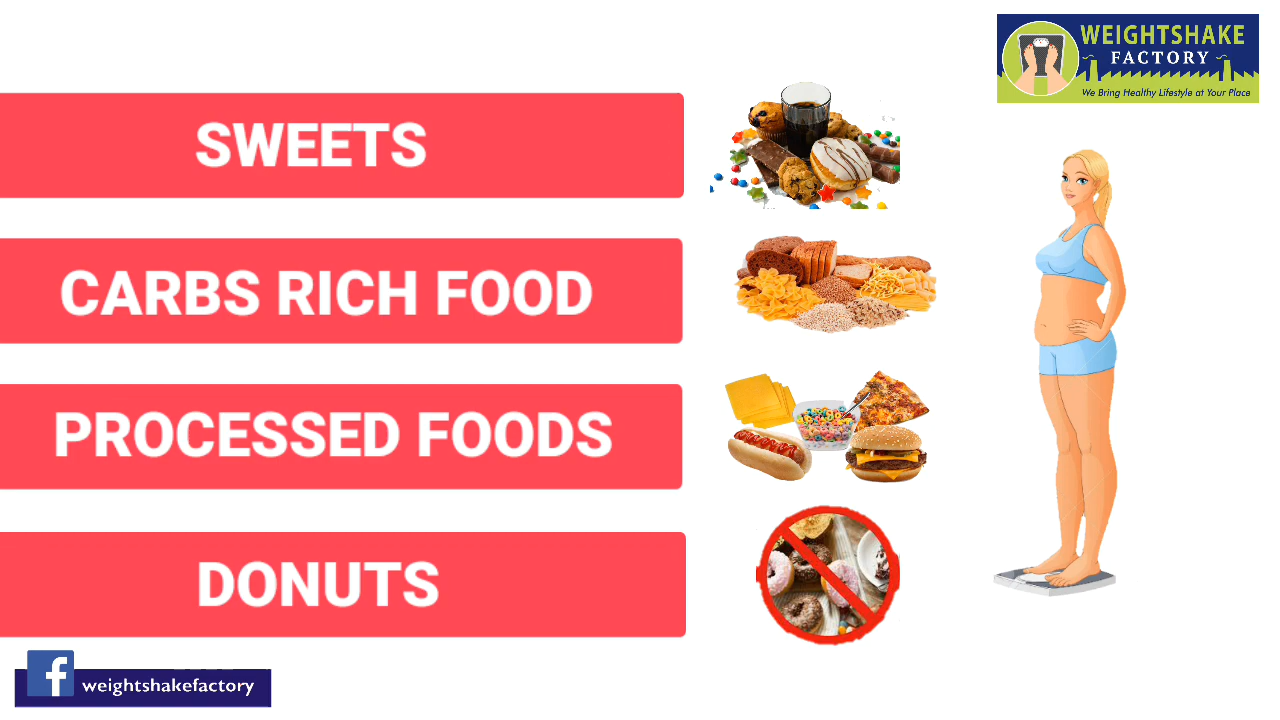 WEIGHTSHAKE
FACTORY
We Bring Healthy Lifestyle at Your Place
SWEETS
CARBS RICH FOOD
PROCESSED FOODS
DONUTS
f weightshakefactory